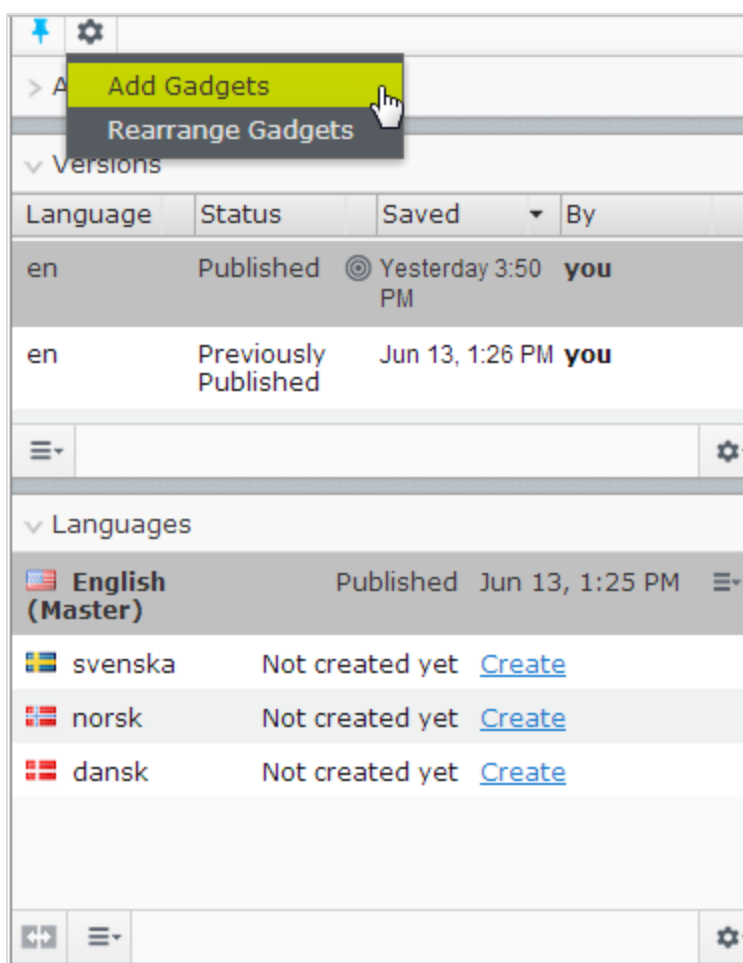 Add Gadgets
Rearrange Gadgets
A
Versions
Language Status Saved By
en Published Yesterday 3:50 PM you
en Previously Published Jun 13, 1:26 PM you
Languages
English (Master) Published Jun 13, 1:25 PM
svenska Not created yet Create
norsk Not created yet Create
dansk Not created yet Create